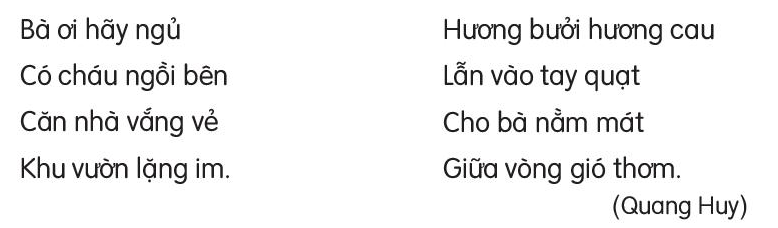 Bà ơi hãy ngủ
Có cháu ngồi bên
Căn nhà vắng vẻ
Khu vườn lặng im.
Hương bưởi hương cau
Lẫn vào tay quạt
Cho bà nằm mát
Giữa vòng gió thơm.
(Quang Huy)